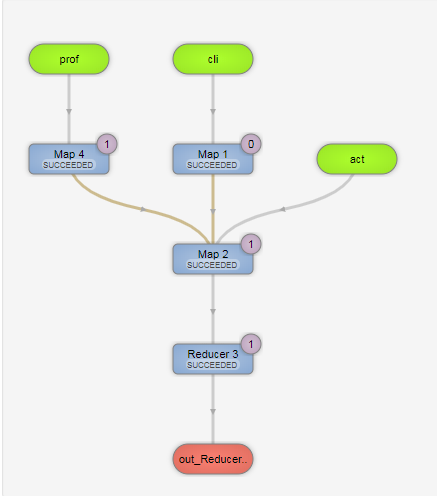 prof
cli
1
0
Map 4
SUCCEEDED
Map 1
SUCCEEDED
act
1
Map 2
SUCCEEDED
1
Reducer 3
SUCCEEDED
out_Reducer..